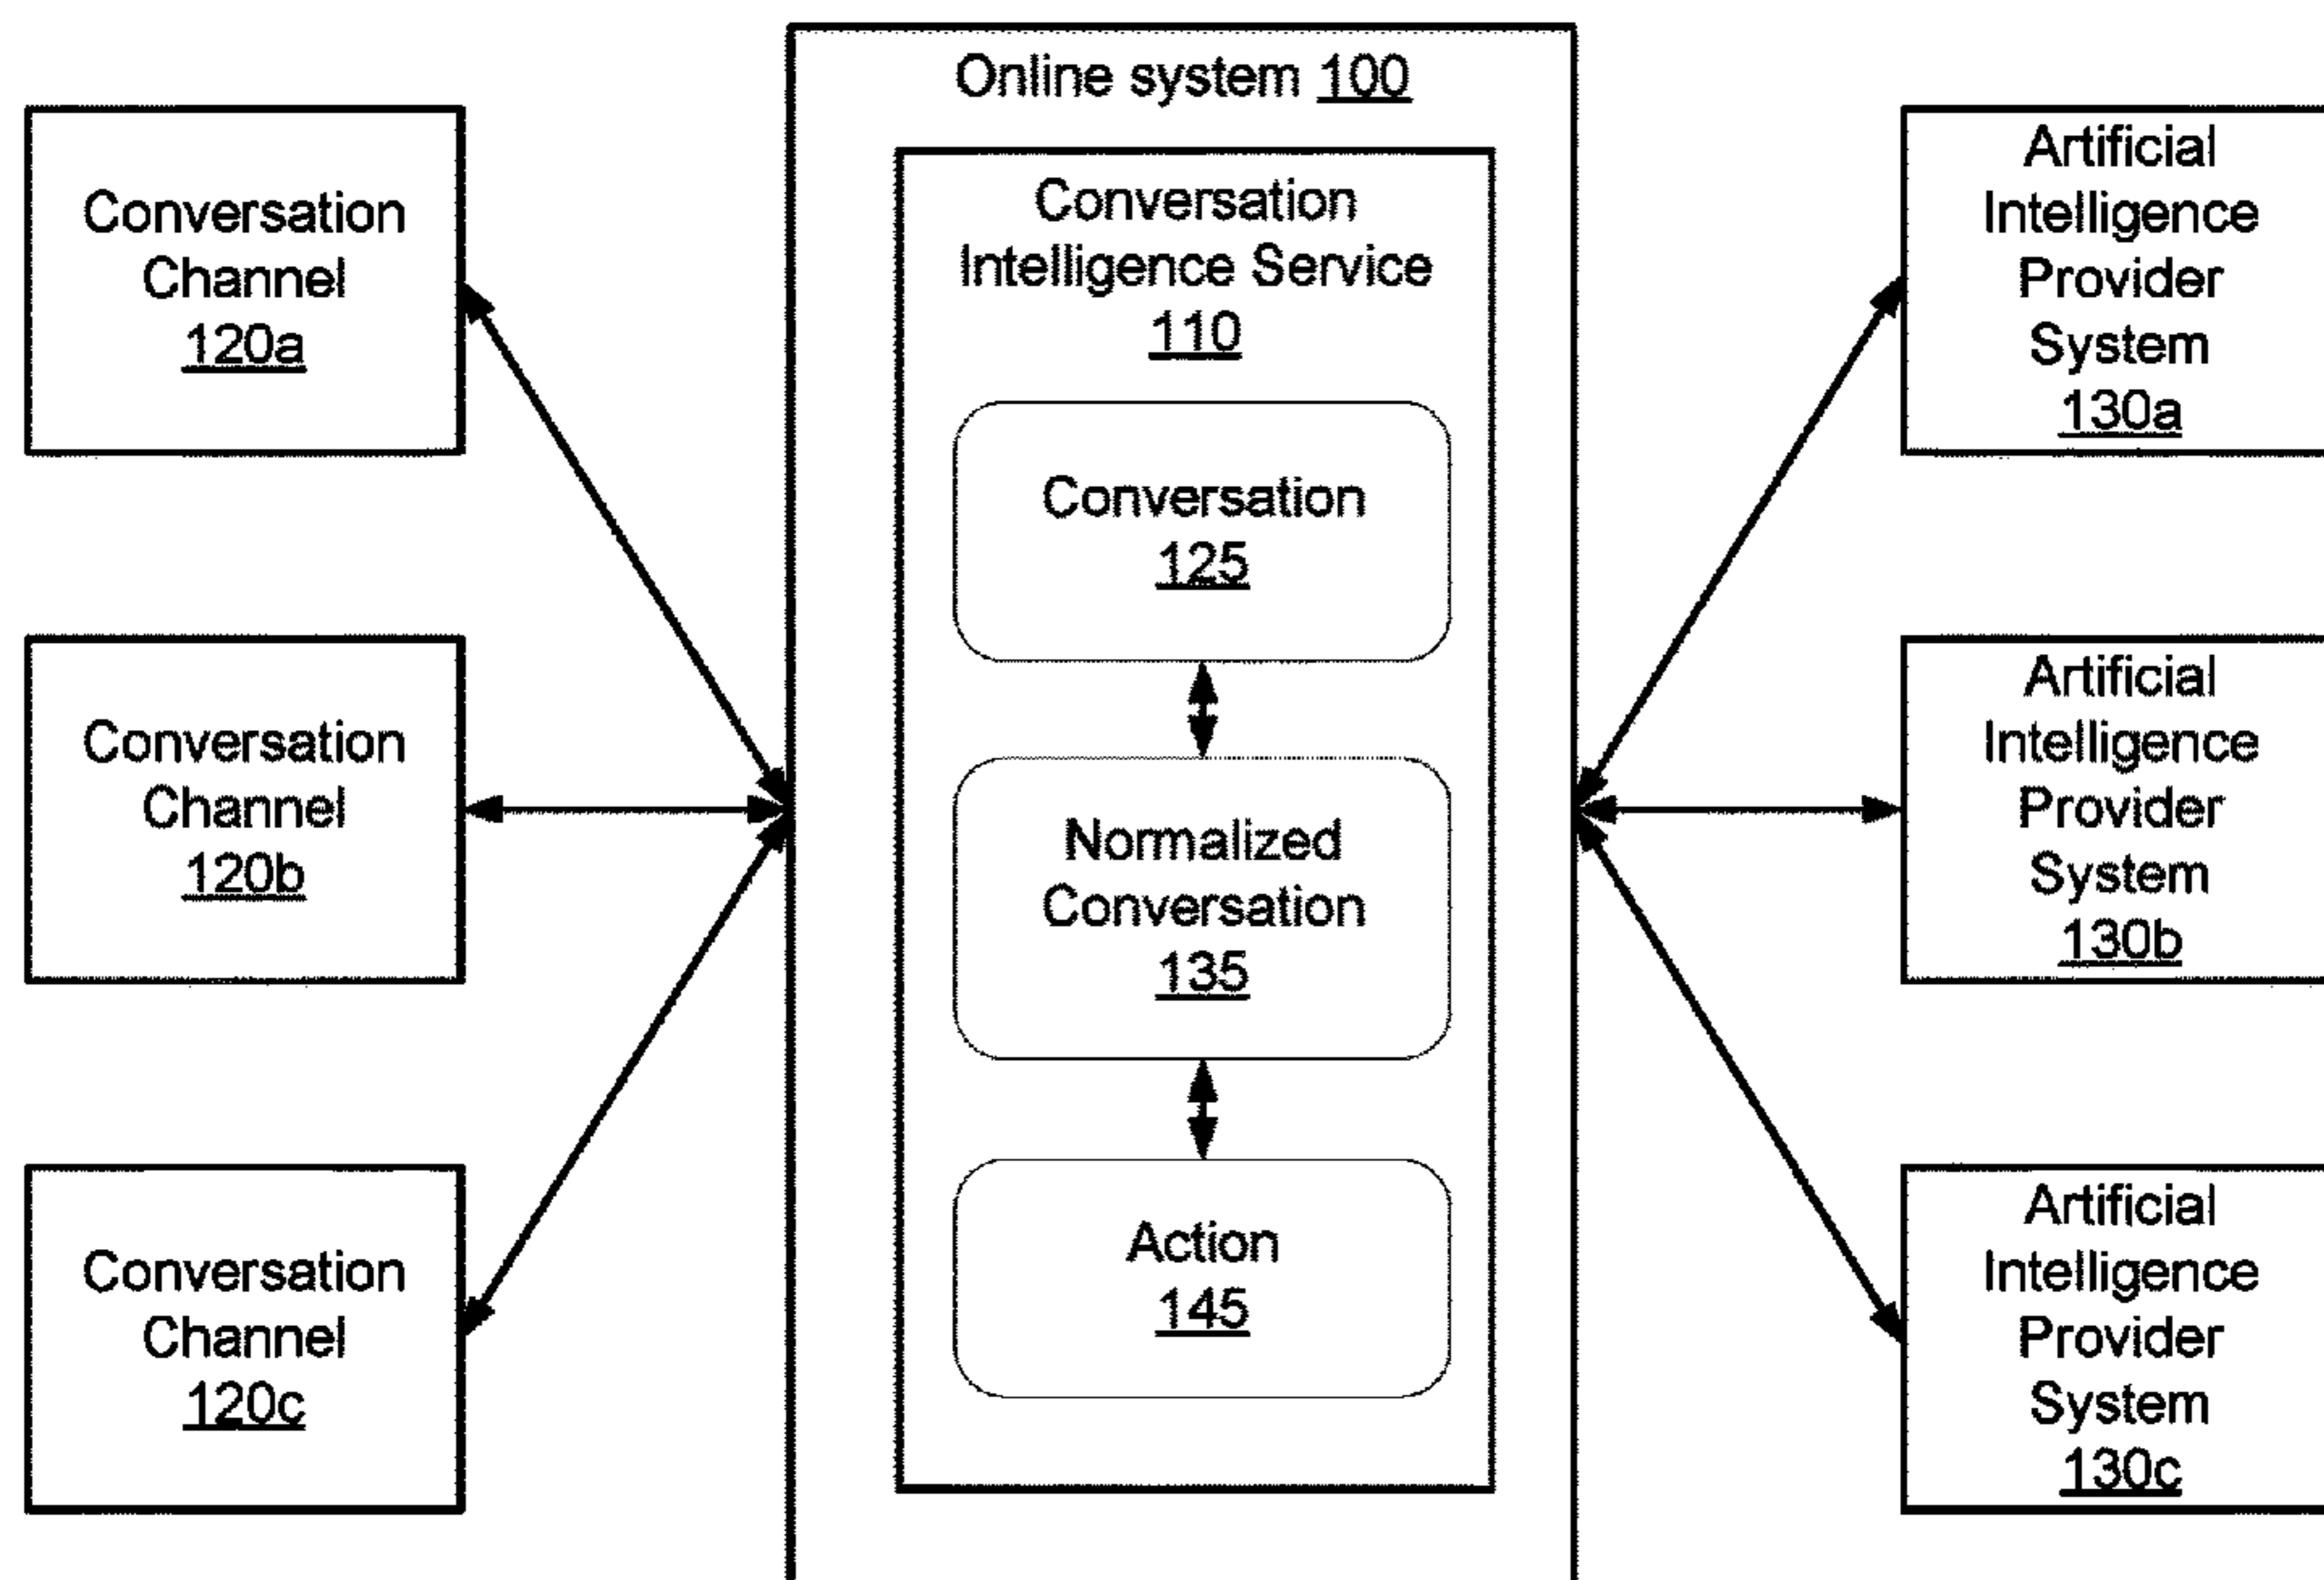 Conversation
Channel
120a
Conversation
Channel
120b
Conversation
Channel
120c
Online system 100
Conversation
Intelligence Service
110
Conversation
125
Normalized
Conversation
135
Action
145
Artificial
Intelligence
Provider
System
130a
Artificial
Intelligence
Provider
System
130b
Artificial
Intelligence
Provider
System
130c